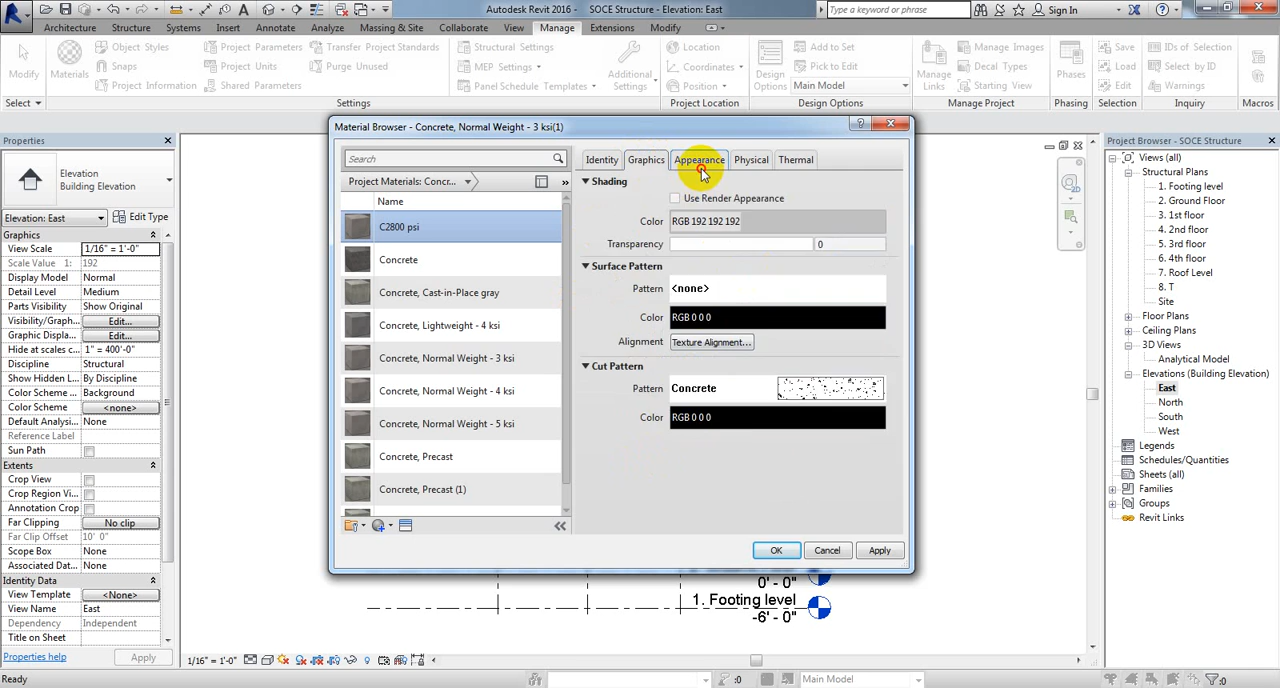 Autodesk Revit 2016 - SOCE Structure - Elevation: East
Type a keyword or phrase
Sign In
Architecture Structure Systems Insert Annotate Analyze Massing & Site Collaborate View Manage Extensions Modify
Modify
Materials
Object Styles
Snaps
Project Information
Project Parameters
Project Units
Shared Parameters
Transfer Project Standards
Purge Unused
Structural Settings
MEP Settings
Panel Schedule Templates
Additional Settings
Location
Coordinates
Position
Design Options
Add to Set
Pick to Edit
Main Model
Manage Links
Manage Images
Decal Types
Starting View
Phases
Save
Load
Edit
IDs of Selection
Select by ID
Warnings
Select
Settings
Project Location
Design Options
Manage Project
Phasing
Selection
Inquiry
Macros
Properties
Elevation
Building Elevation
Elevation: East
Edit Type
Graphics
View Scale 1/16" = 1'-0"
Scale Value 1: 192
Display Model Normal
Detail Level Medium
Parts Visibility Show Original
Visibility/Graph... Edit...
Graphic Displa... Edit...
Hide at scales c... 1" = 400'-0"
Discipline Structural
Show Hidden L... By Discipline
Color Scheme ... Background
Color Scheme <none>
Default Analysi... None
Reference Label
Sun Path
Extents
Crop View
Crop Region Vi...
Annotation Crop
Far Clipping No clip
Far Clip Offset 10' 0"
Scope Box None
Associated Dat... None
Identity Data
View Template <None>
View Name East
Dependency Independent
Title on Sheet
Properties help
Apply
Material Browser - Concrete, Normal Weight - 3 ksi(1)
Search
Project Materials: Concr...
Name
C2800 psi
Concrete
Concrete, Cast-in-Place gray
Concrete, Lightweight - 4 ksi
Concrete, Normal Weight - 3 ksi
Concrete, Normal Weight - 4 ksi
Concrete, Normal Weight - 5 ksi
Concrete, Precast
Concrete, Precast (1)
Identity Graphics Appearance Physical Thermal
Shading
Use Render Appearance
Color RGB 192 192 192
Transparency 0
Surface Pattern
Pattern <none>
Color RGB 0 0 0
Alignment Texture Alignment...
Cut Pattern
Pattern Concrete
Color RGB 0 0 0
OK Cancel Apply
0' - 0"
1. Footing level
-6' - 0"
Project Browser - SOCE Structure
Views (all)
Structural Plans
1. Footing level
2. Ground Floor
3. 1st floor
4. 2nd floor
5. 3rd floor
6. 4th floor
7. Roof Level
8. T
Site
Floor Plans
Ceiling Plans
3D Views
Analytical Model
Elevations (Building Elevation)
East
North
South
West
Legends
Schedules/Quantities
Sheets (all)
Families
Groups
Revit Links
1/16" = 1'-0"
Ready
:0
Main Model
:0